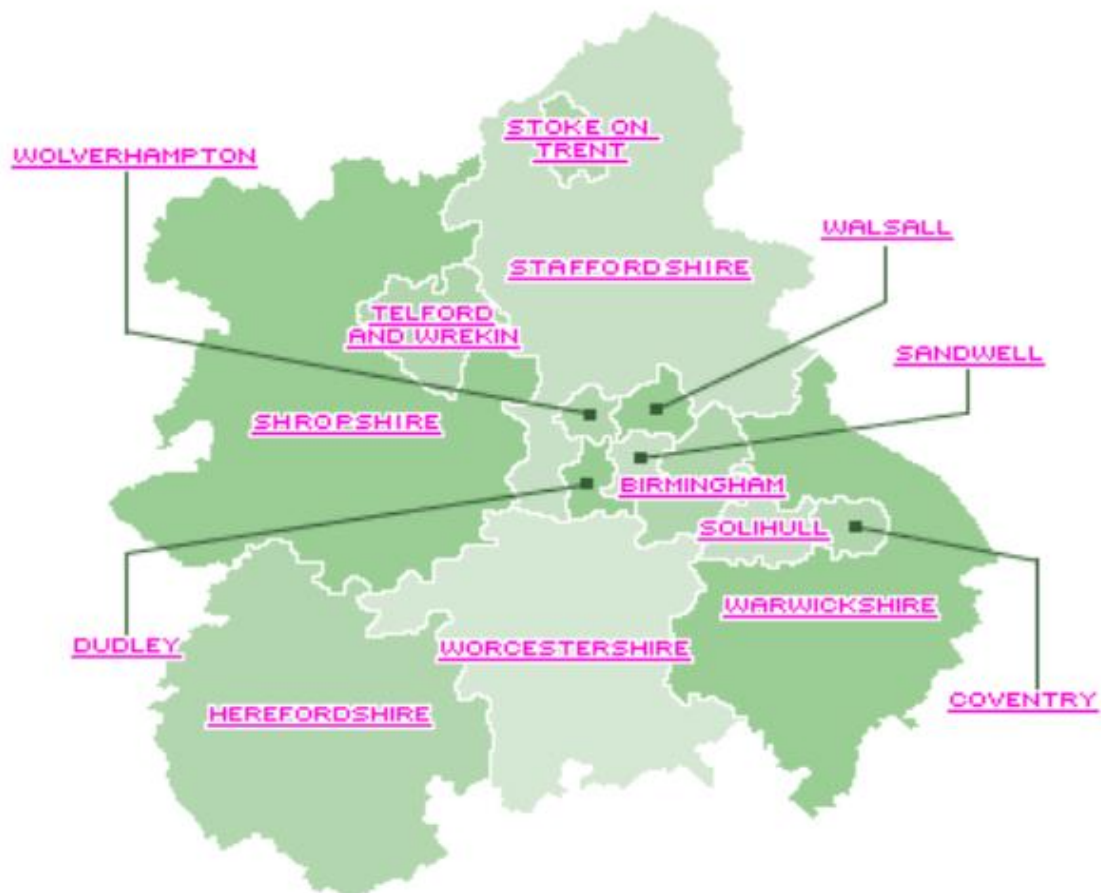 STOKE ON
TRENT
WOLVERHAMPTON
WALSALL
STAFFORDSHIRE
TELFORD
AND WREKIN
SANDWELL
SHROPSHIRE
BIRMINGHAM
SOLIHULL
WARWICKSHIRE
DUDLEY
WORCESTERSHIRE
COVENTRY
HEREFORDSHIRE